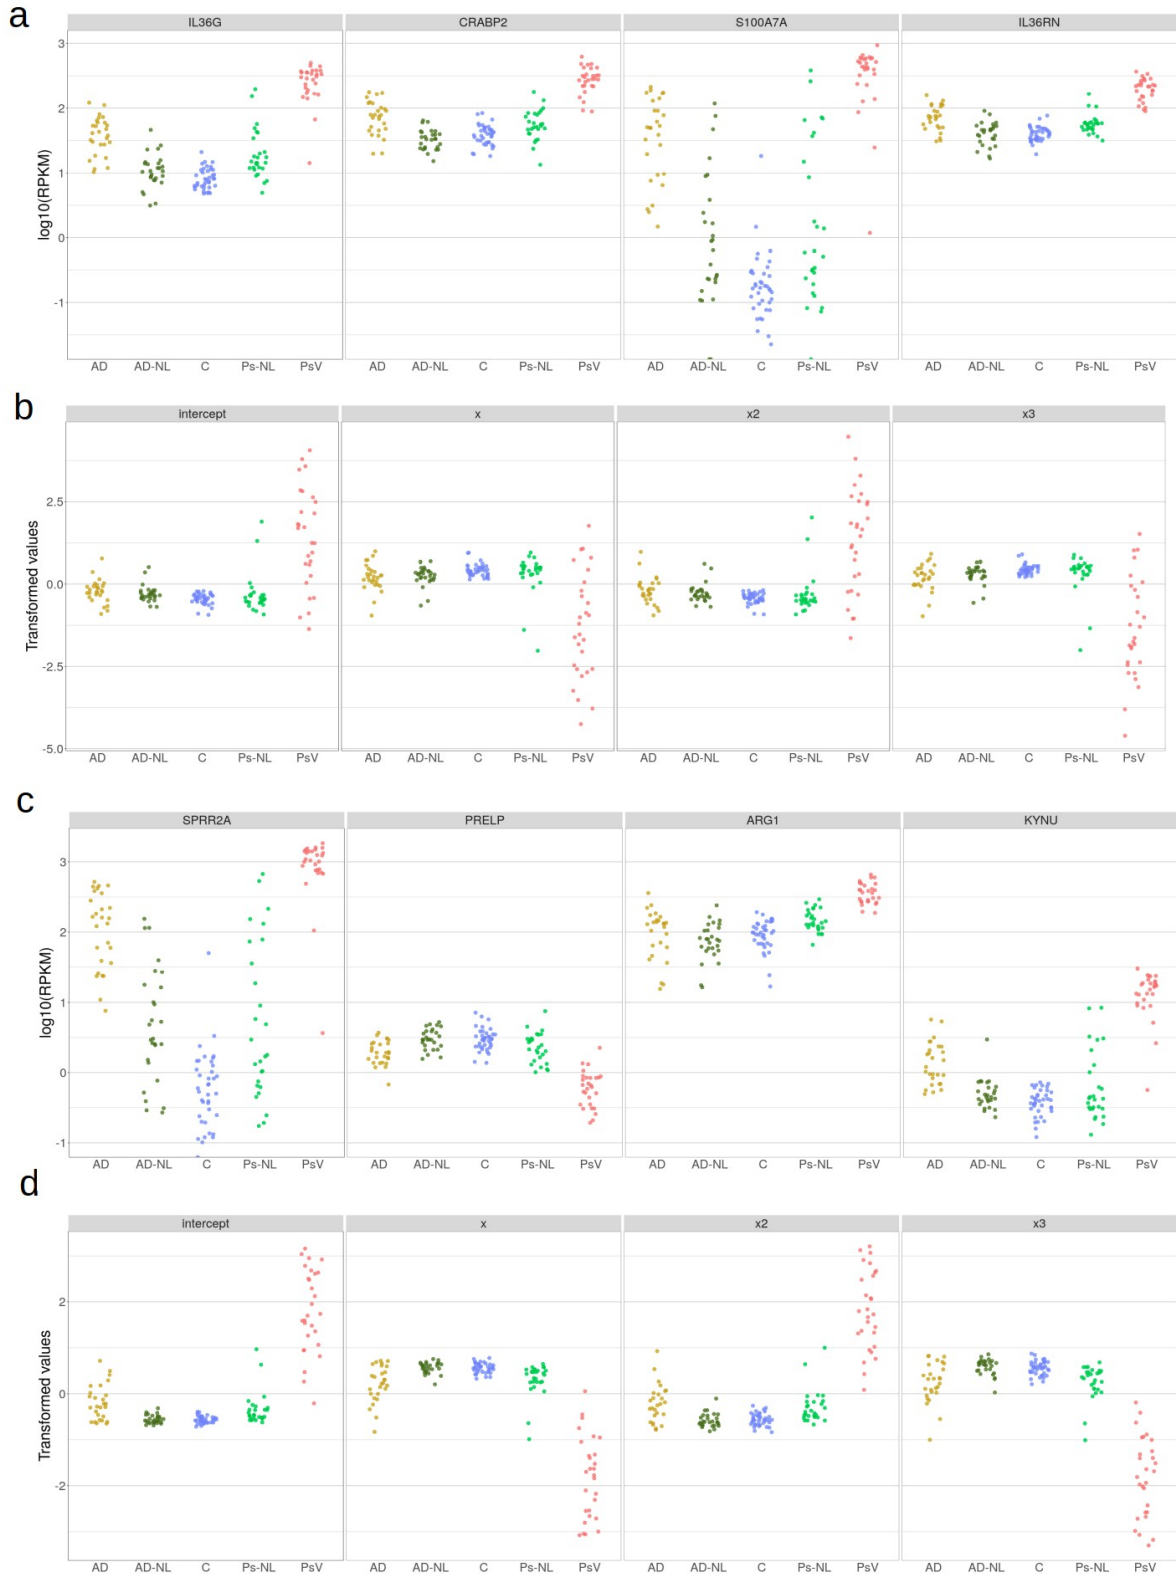 a
IL36G CRABP2 S100A7A IL36RN
log10(RPKM)
3
2
1
0
-1
AD AD-NL C Ps-NL PsV AD AD-NL C Ps-NL PsV AD AD-NL C Ps-NL PsV AD AD-NL C Ps-NL PsV
b
intercept x x2 x3
Transformed values
2.5
0.0
-2.5
-5.0
AD AD-NL C Ps-NL PsV AD AD-NL C Ps-NL PsV AD AD-NL C Ps-NL PsV AD AD-NL C Ps-NL PsV
c
SPRR2A PRELP ARG1 KYNU
log10(RPKM)
3
2
1
0
-1
AD AD-NL C Ps-NL PsV AD AD-NL C Ps-NL PsV AD AD-NL C Ps-NL PsV AD AD-NL C Ps-NL PsV
d
intercept x x2 x3
Transformed values
2
0
-2
AD AD-NL C Ps-NL PsV AD AD-NL C Ps-NL PsV AD AD-NL C Ps-NL PsV AD AD-NL C Ps-NL PsV